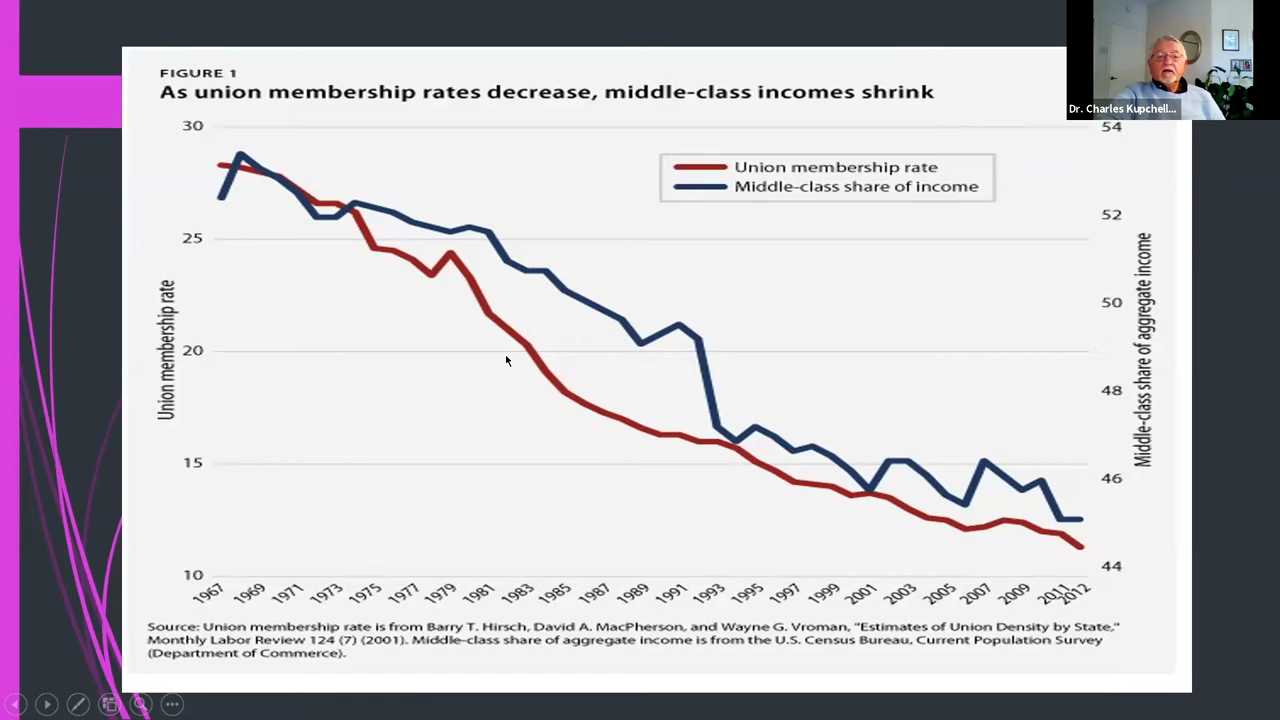 FIGURE 1
As union membership rates decrease, middle-class incomes shrink
Dr. Charles Kupchell...
30
25
20
15
10
Union membership rate
Union membership rate
Middle-class share of income
54
52
50
48
46
44
Middle-class share of aggregate income
1967 1969 1971 1973 1975 1977 1979 1981 1983 1985 1987 1989 1991 1993 1995 1997 1999 2001 2003 2005 2007 2009 2011 2012
Source: Union membership rate is from Barry T. Hirsch, David A. MacPherson, and Wayne G. Vroman, "Estimates of Union Density by State,"
Monthly Labor Review 124 (7) (2001). Middle-class share of aggregate income is from the U.S. Census Bureau, Current Population Survey
(Department of Commerce).